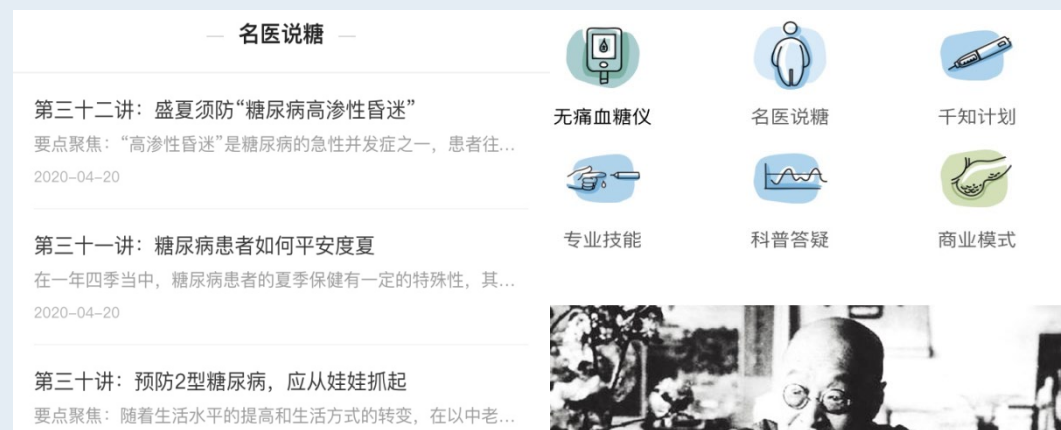 名医说糖
第三十二讲：盛夏须防“糖尿病高渗性昏迷”
要点聚焦：“高渗性昏迷”是糖尿病的急性并发症之一，患者往...
2020-04-20
第三十一讲：糖尿病患者如何平安度夏
在一年四季当中，糖尿病患者的夏季保健有一定的特殊性，其...
2020-04-20
第三十讲：预防2型糖尿病，应从娃娃抓起
要点聚焦：随着生活水平的提高和生活方式的转变，在以中老...
无痛血糖仪 名医说糖 千知计划
专业技能 科普答疑 商业模式